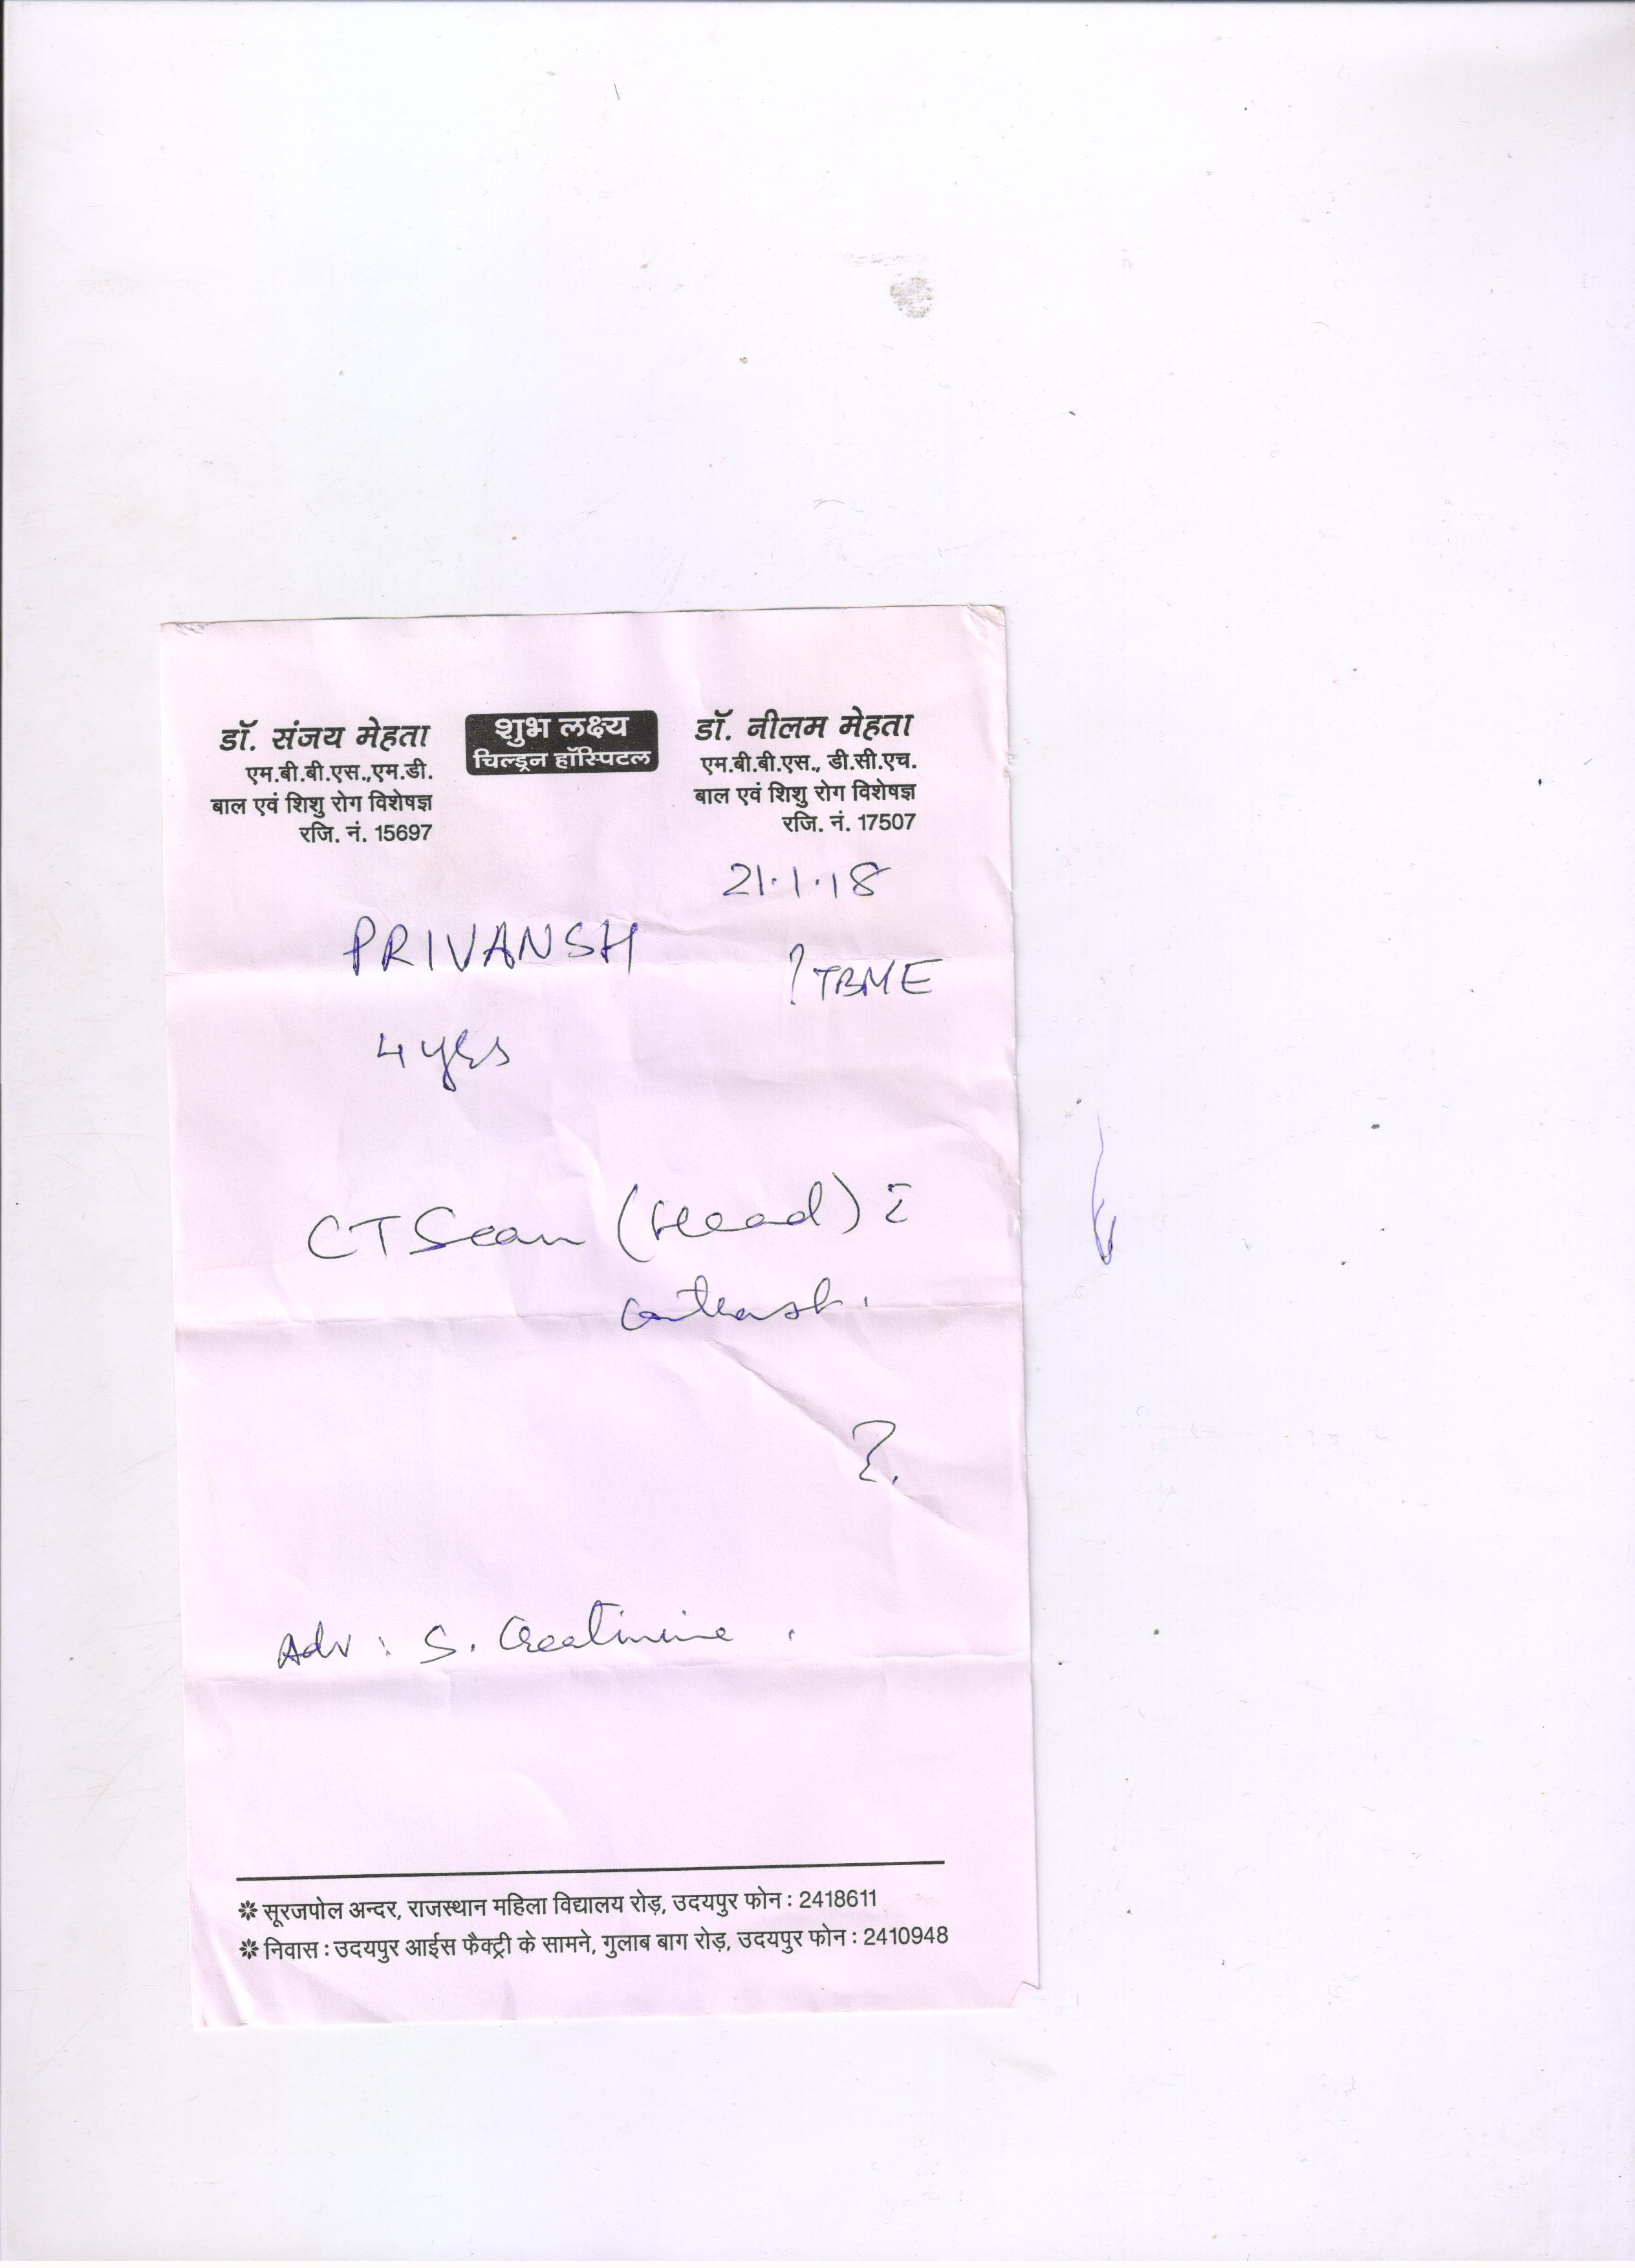 डॉ. संजय मेहता
एम.बी.बी.एस.,एम.डी.
बाल एवं शिशु रोग विशेषज्ञ
रजि. नं. 15697
शुभ लक्ष्य
चिल्ड्रन हॉस्पिटल
डॉ. नीलम मेहता
एम.बी.बी.एस., डी.सी.एच.
बाल एवं शिशु रोग विशेषज्ञ
रजि. नं. 17507
21.1.18
PRIVANSH
? TBME
4 yrs
CT Scan (Head) c̄
contrast.
?.
Adv : S. Creatinine .
❊ सूरजपोल अन्दर, राजस्थान महिला विद्यालय रोड़, उदयपुर फोन : 2418611
❊ निवास : उदयपुर आईस फैक्ट्री के सामने, गुलाब बाग रोड़, उदयपुर फोन : 2410948